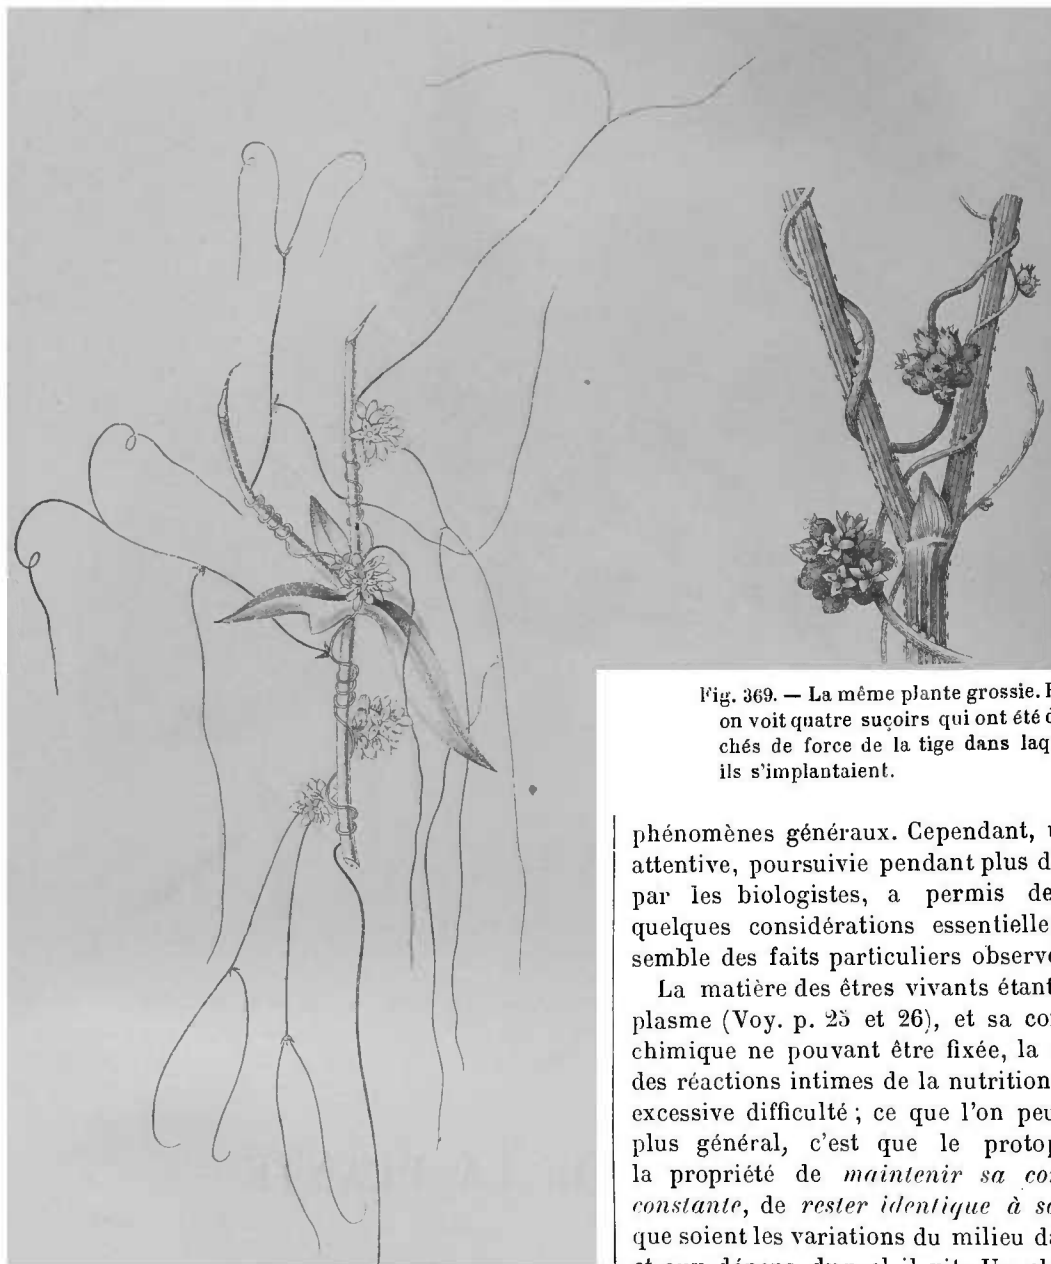 Fig. 369. — La même plante grossie.
on voit quatre suçoirs qui ont été
chés de force de la tige dans laq
ils s'implantaient.
phénomènes généraux. Cependant,
attentive, poursuivie pendant plus d
par les biologistes, a permis de
quelques considérations essentielle
semble des faits particuliers observé
La matière des êtres vivants étant
plasme (Voy. p. 25 et 26), et sa co
chimique ne pouvant être fixée, la
des réactions intimes de la nutrition
excessive difficulté ; ce que l'on peu
plus général, c'est que le protop
la propriété de maintenir sa co
constante, de rester identique à s
que soient les variations du milieu da